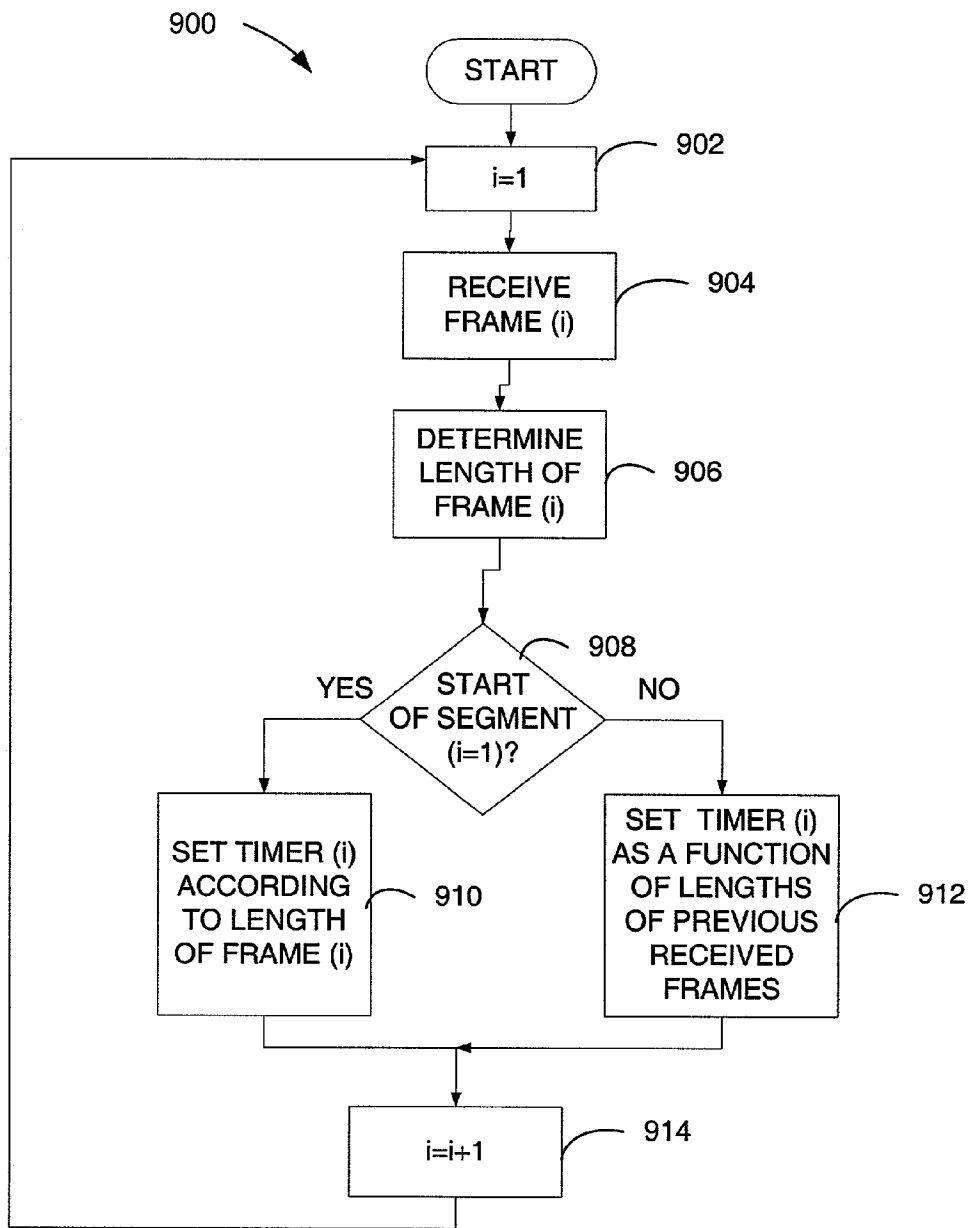 900
START
902
i=1
904
RECEIVE
FRAME (i)
DETERMINE
LENGTH OF
FRAME (i)
906
908
YES
START
OF SEGMENT
(i=1)?
NO
SET TIMER (i)
ACCORDING
TO LENGTH
OF FRAME (i)
910
SET TIMER (i)
AS A FUNCTION
OF LENGTHS
OF PREVIOUS
RECEIVED
FRAMES
912
i=i+1
914